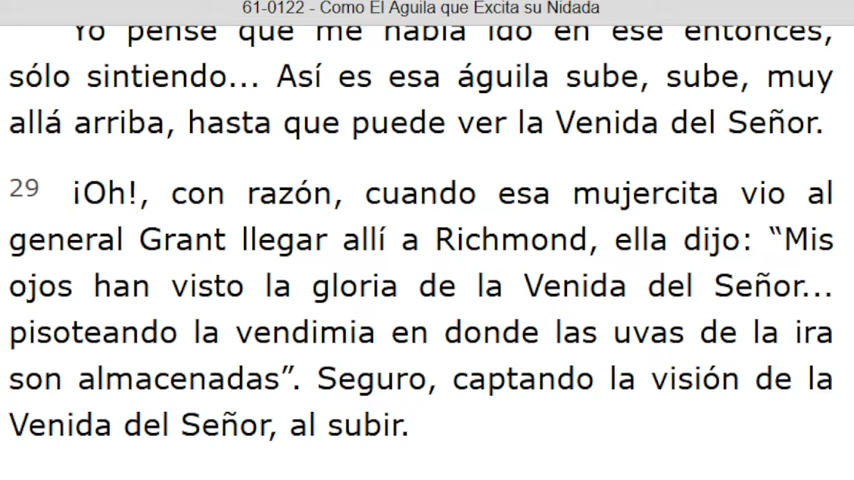 61-0122 - Como El Aguila que Excita su Nidada
Yo pensé que me había ido en ese entonces,
sólo sintiendo... Así es esa águila sube, sube, muy
allá arriba, hasta que puede ver la Venida del Señor.
29 ¡Oh!, con razón, cuando esa mujercita vio al
general Grant llegar allí a Richmond, ella dijo: “Mis
ojos han visto la gloria de la Venida del Señor...
pisoteando la vendimia en donde las uvas de la ira
son almacenadas”. Seguro, captando la visión de la
Venida del Señor, al subir.